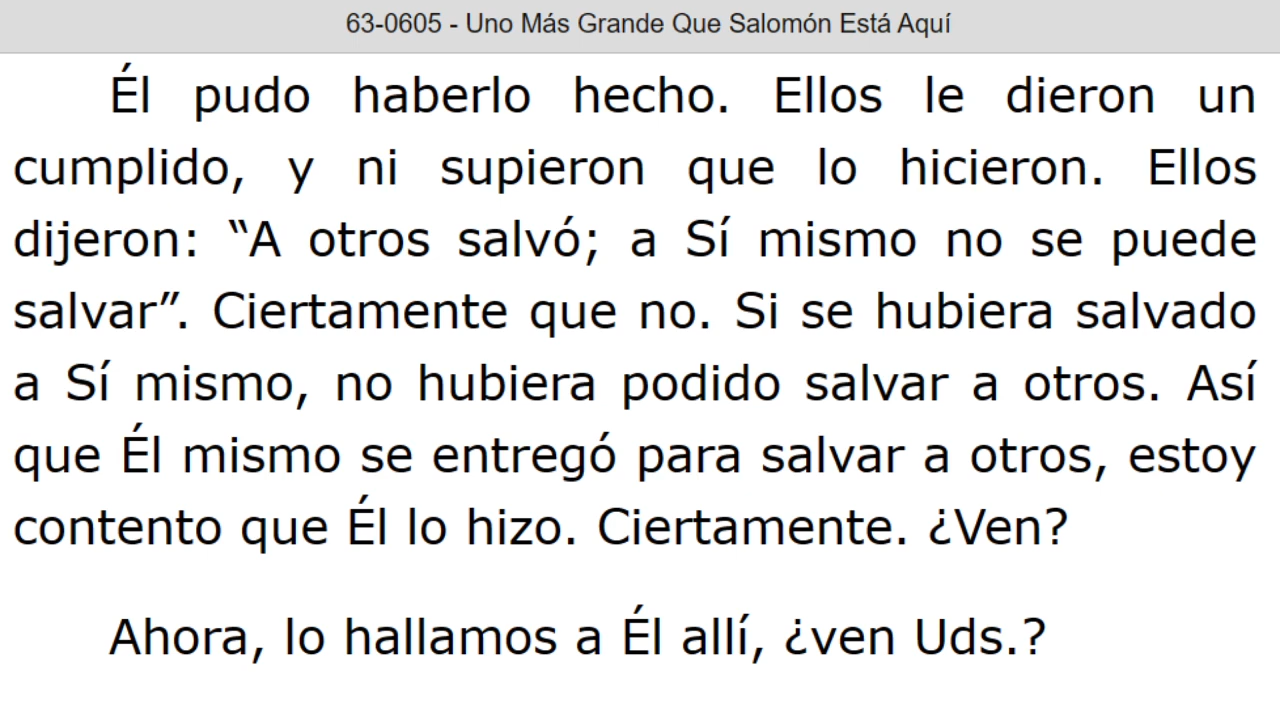 63-0605 - Uno Más Grande Que Salomón Está Aquí
Él pudo haberlo hecho. Ellos le dieron un
cumplido, y ni supieron que lo hicieron. Ellos
dijeron: “A otros salvó; a Sí mismo no se puede
salvar”. Ciertamente que no. Si se hubiera salvado
a Sí mismo, no hubiera podido salvar a otros. Así
que Él mismo se entregó para salvar a otros, estoy
contento que Él lo hizo. Ciertamente. ¿Ven?
Ahora, lo hallamos a Él allí, ¿ven Uds.?